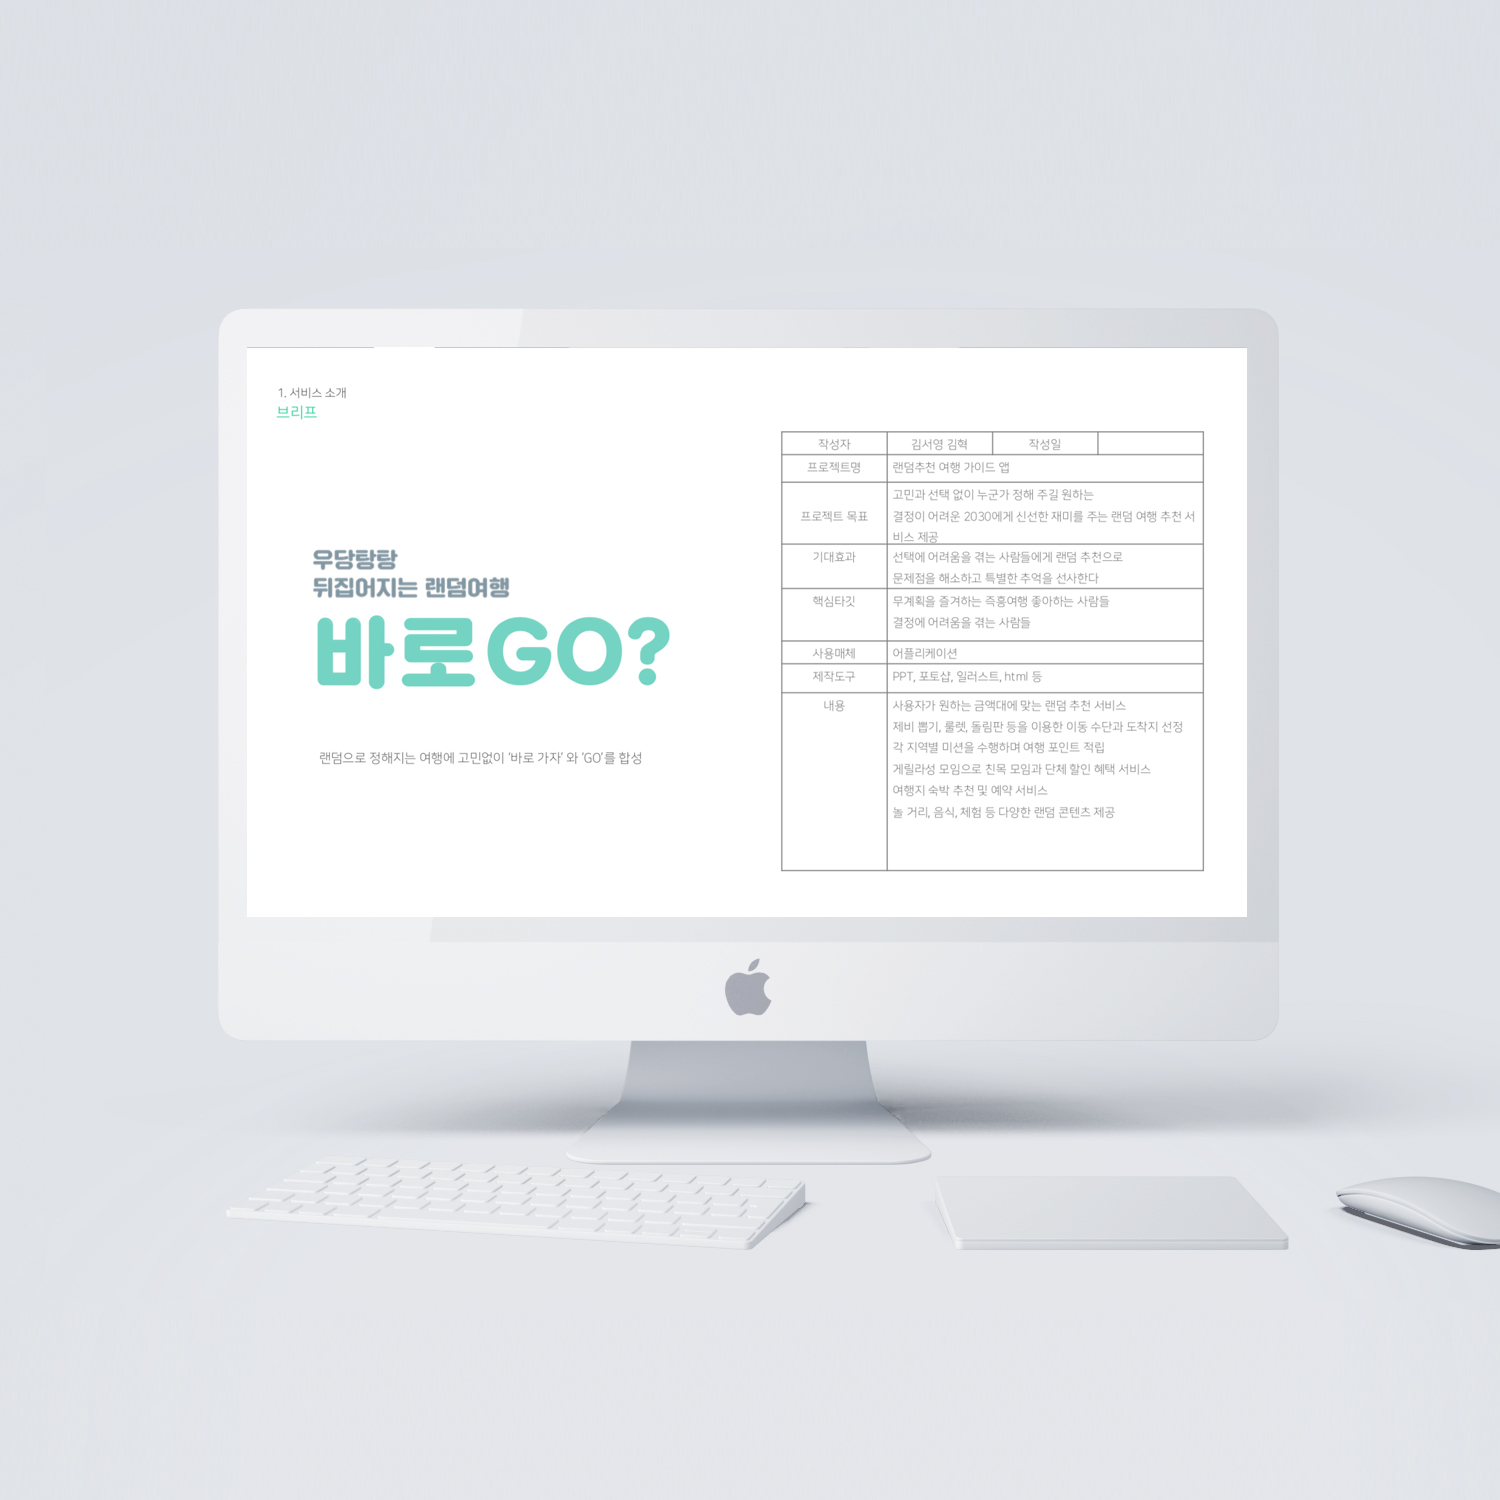 1. 서비스 소개
브리프
우당탕탕
뒤집어지는 랜덤여행
바로GO?
랜덤으로 정해지는 여행에 고민없이 ‘바로 가자’ 와 ‘GO’를 합성
작성자 김서영 김혁 작성일
프로젝트명 랜덤추천 여행 가이드 앱
프로젝트 목표 고민과 선택 없이 누군가 정해 주길 원하는
결정이 어려운 2030에게 신선한 재미를 주는 랜덤 여행 추천 서
비스 제공
기대효과 선택에 어려움을 겪는 사람들에게 랜덤 추천으로
문제점을 해소하고 특별한 추억을 선사한다
핵심타깃 무계획을 즐겨하는 즉흥여행 좋아하는 사람들
결정에 어려움을 겪는 사람들
사용매체 어플리케이션
제작도구 PPT, 포토샵, 일러스트, html 등
내용 사용자가 원하는 금액대에 맞는 랜덤 추천 서비스
제비 뽑기, 룰렛, 돌림판 등을 이용한 이동 수단과 도착지 선정
각 지역별 미션을 수행하며 여행 포인트 적립
게릴라성 모임으로 친목 모임과 단체 할인 혜택 서비스
여행지 숙박 추천 및 예약 서비스
놀 거리, 음식, 체험 등 다양한 랜덤 콘텐츠 제공